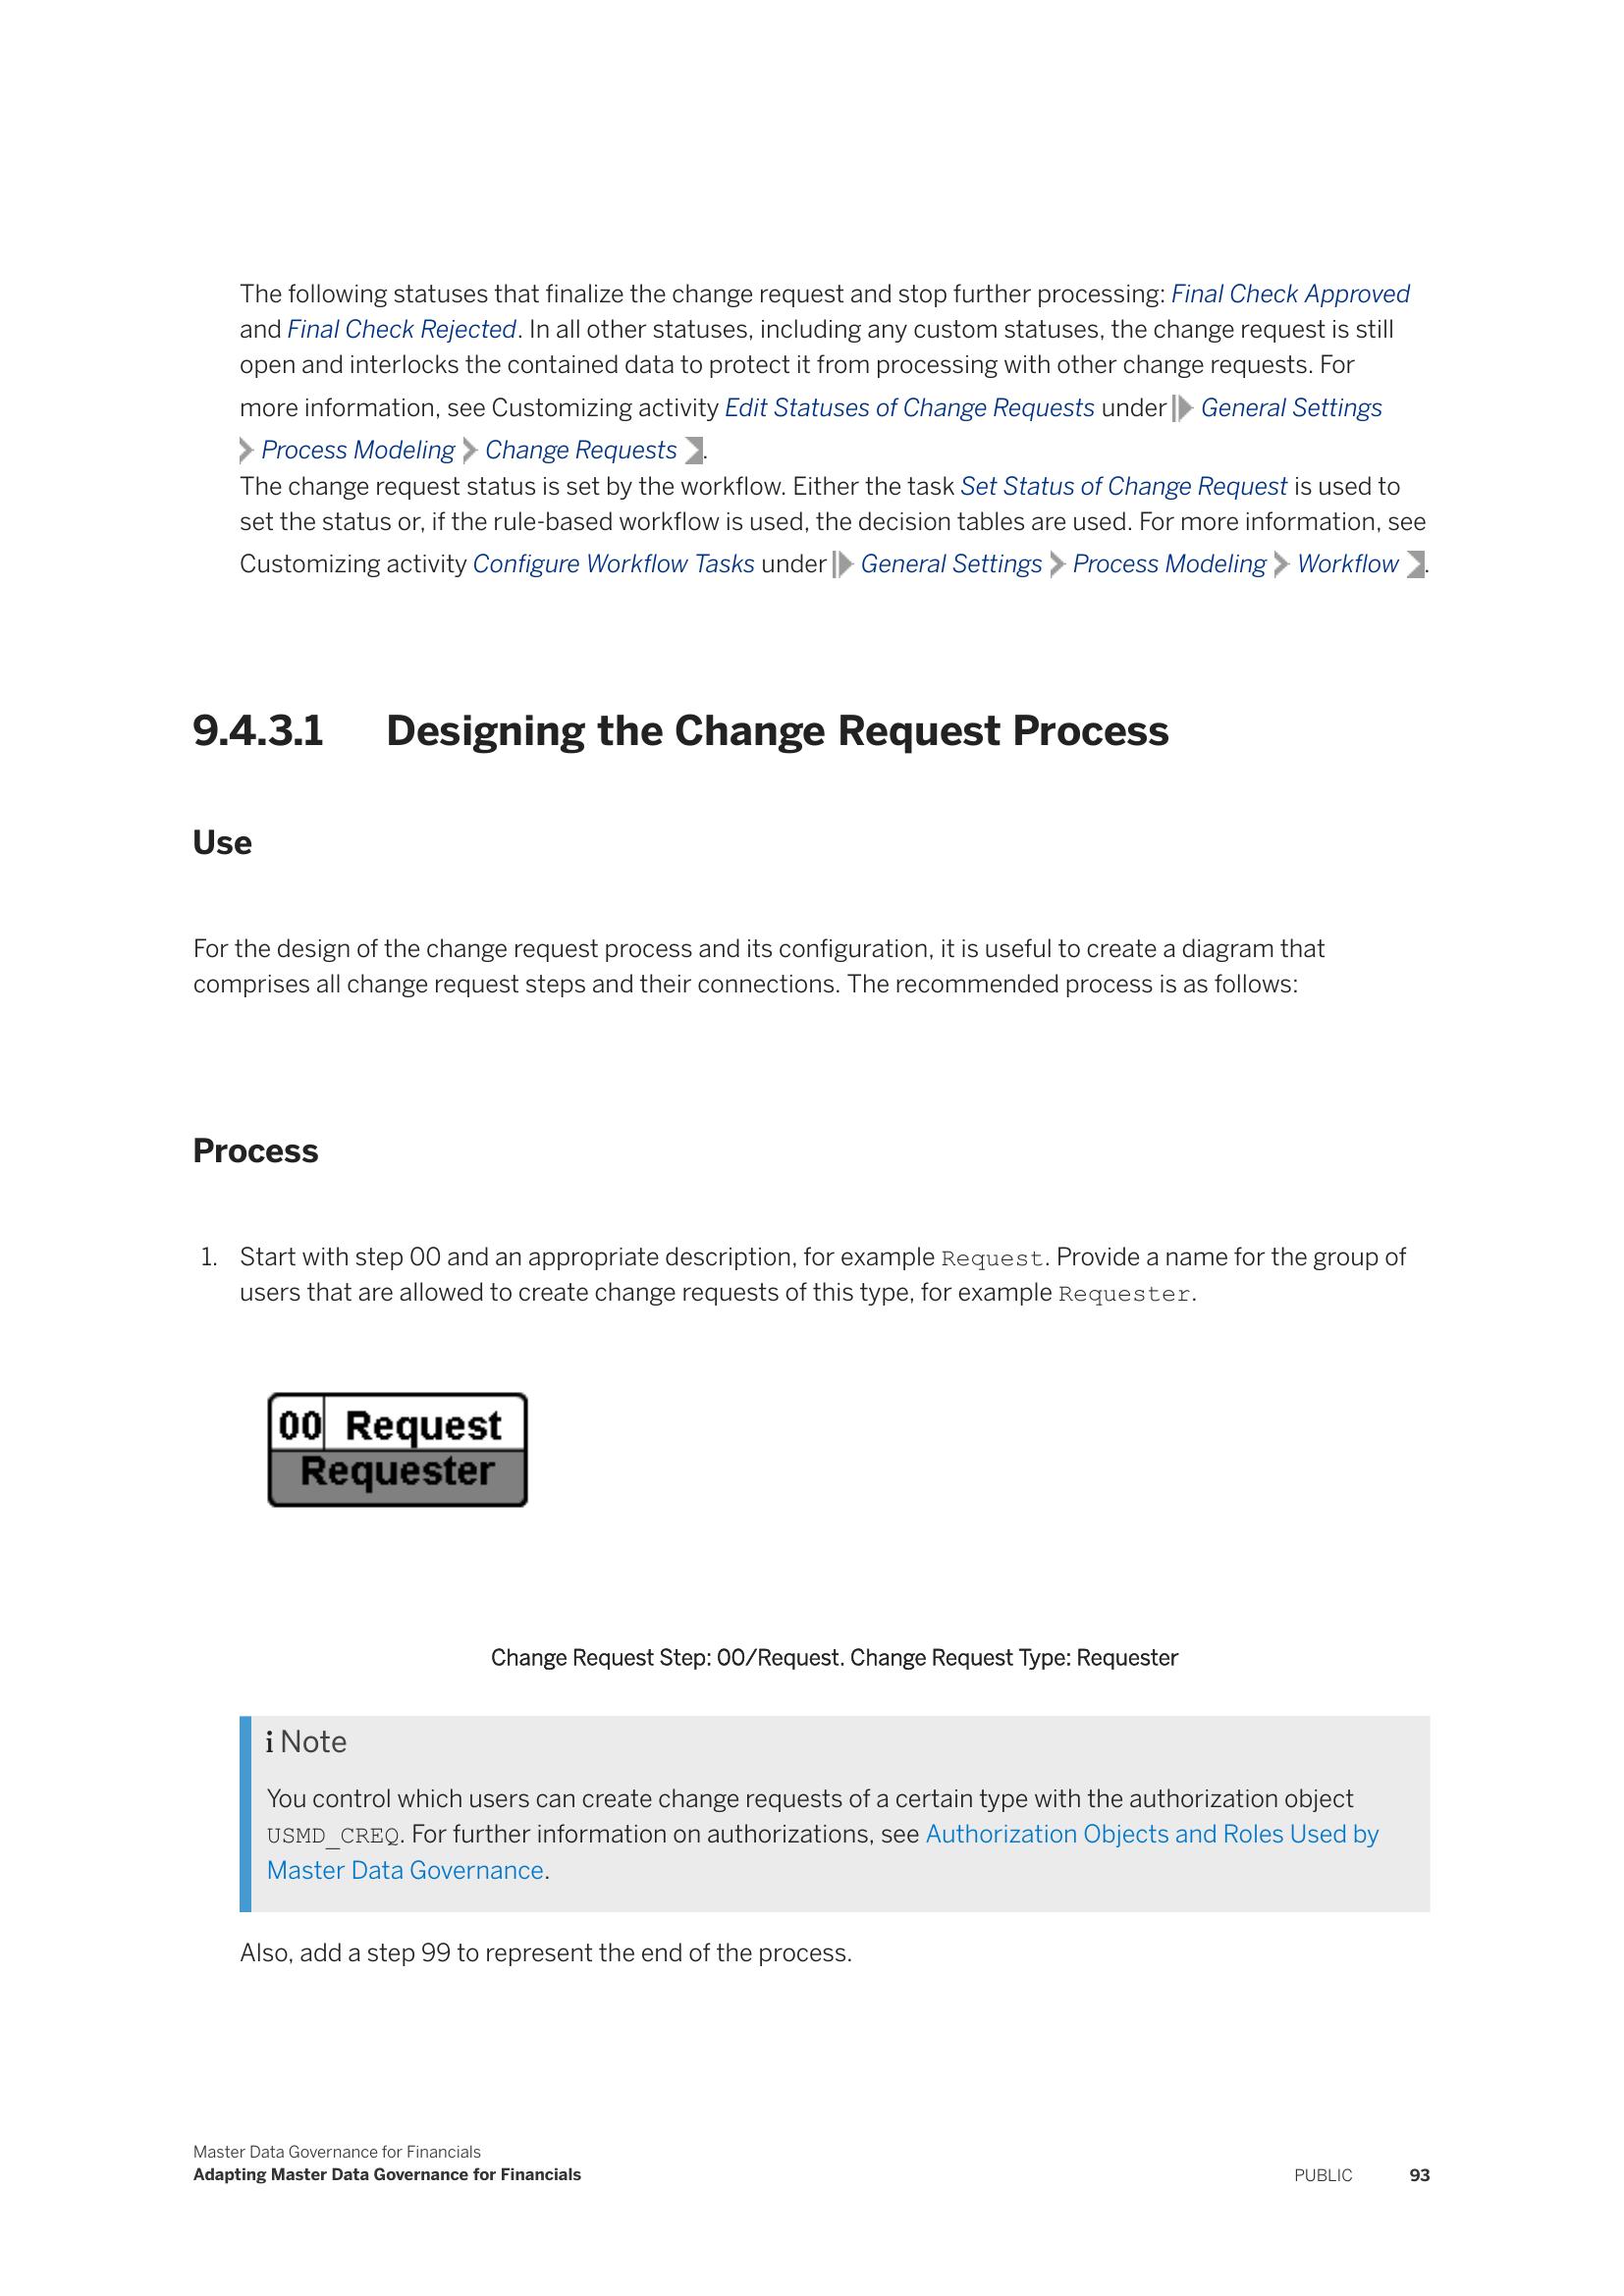 The following statuses that finalize the change request and stop further processing: Final Check Approved
and Final Check Rejected. In all other statuses, including any custom statuses, the change request is still
open and interlocks the contained data to protect it from processing with other change requests. For
more information, see Customizing activity Edit Statuses of Change Requests under General Settings
Process Modeling Change Requests .
The change request status is set by the workflow. Either the task Set Status of Change Request is used to
set the status or, if the rule-based workflow is used, the decision tables are used. For more information, see
Customizing activity Configure Workflow Tasks under General Settings Process Modeling Workflow .
9.4.3.1 Designing the Change Request Process
Use
For the design of the change request process and its configuration, it is useful to create a diagram that
comprises all change request steps and their connections. The recommended process is as follows:
Process
1. Start with step 00 and an appropriate description, for example Request. Provide a name for the group of
users that are allowed to create change requests of this type, for example Requester.
00 Request
Requester
Change Request Step: 00/Request. Change Request Type: Requester
i Note
You control which users can create change requests of a certain type with the authorization object
USMD_CREQ. For further information on authorizations, see Authorization Objects and Roles Used by
Master Data Governance.
Also, add a step 99 to represent the end of the process.
Master Data Governance for Financials
Adapting Master Data Governance for Financials PUBLIC 93